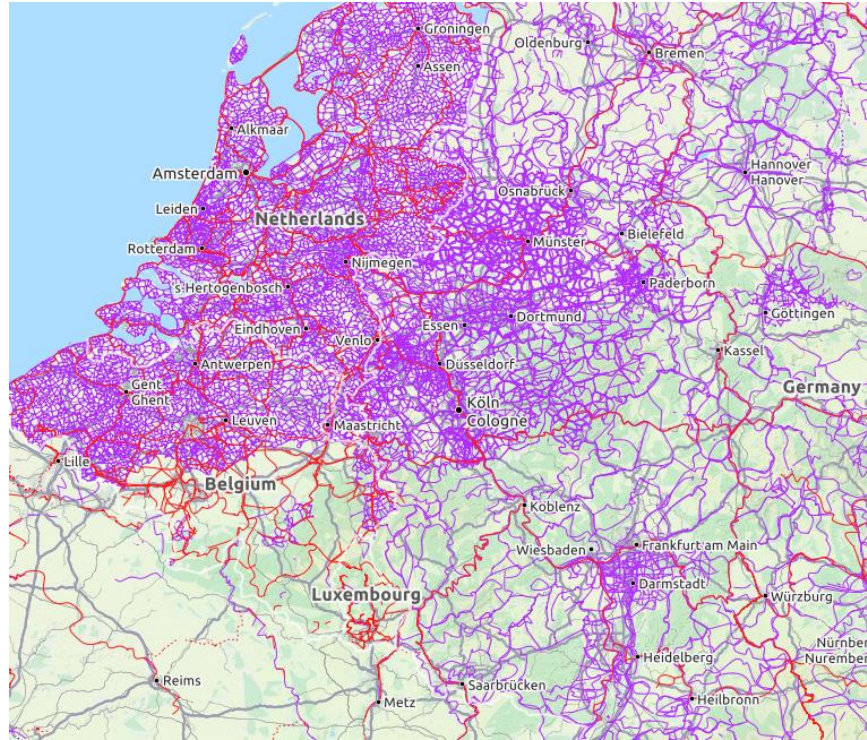 Groningen
Oldenburg
Bremen
Assen
Alkmaar
Amsterdam
Hannover
Hanover
Osnabrück
Leiden
Netherlands
Bielefeld
Münster
Rotterdam
Nijmegen
's Hertogenbosch
Paderborn
Göttingen
Dortmund
Essen
Eindhoven
Venlo
Kassel
Düsseldorf
Antwerpen
Germany
Gent
Ghent
Köln
Cologne
Leuven
Maastricht
Lille
Belgium
Koblenz
Frankfurt am Main
Wiesbaden
Darmstadt
Luxembourg
Würzburg
Nürnber
Nurember
Heidelberg
Reims
Saarbrücken
Heilbronn
Metz